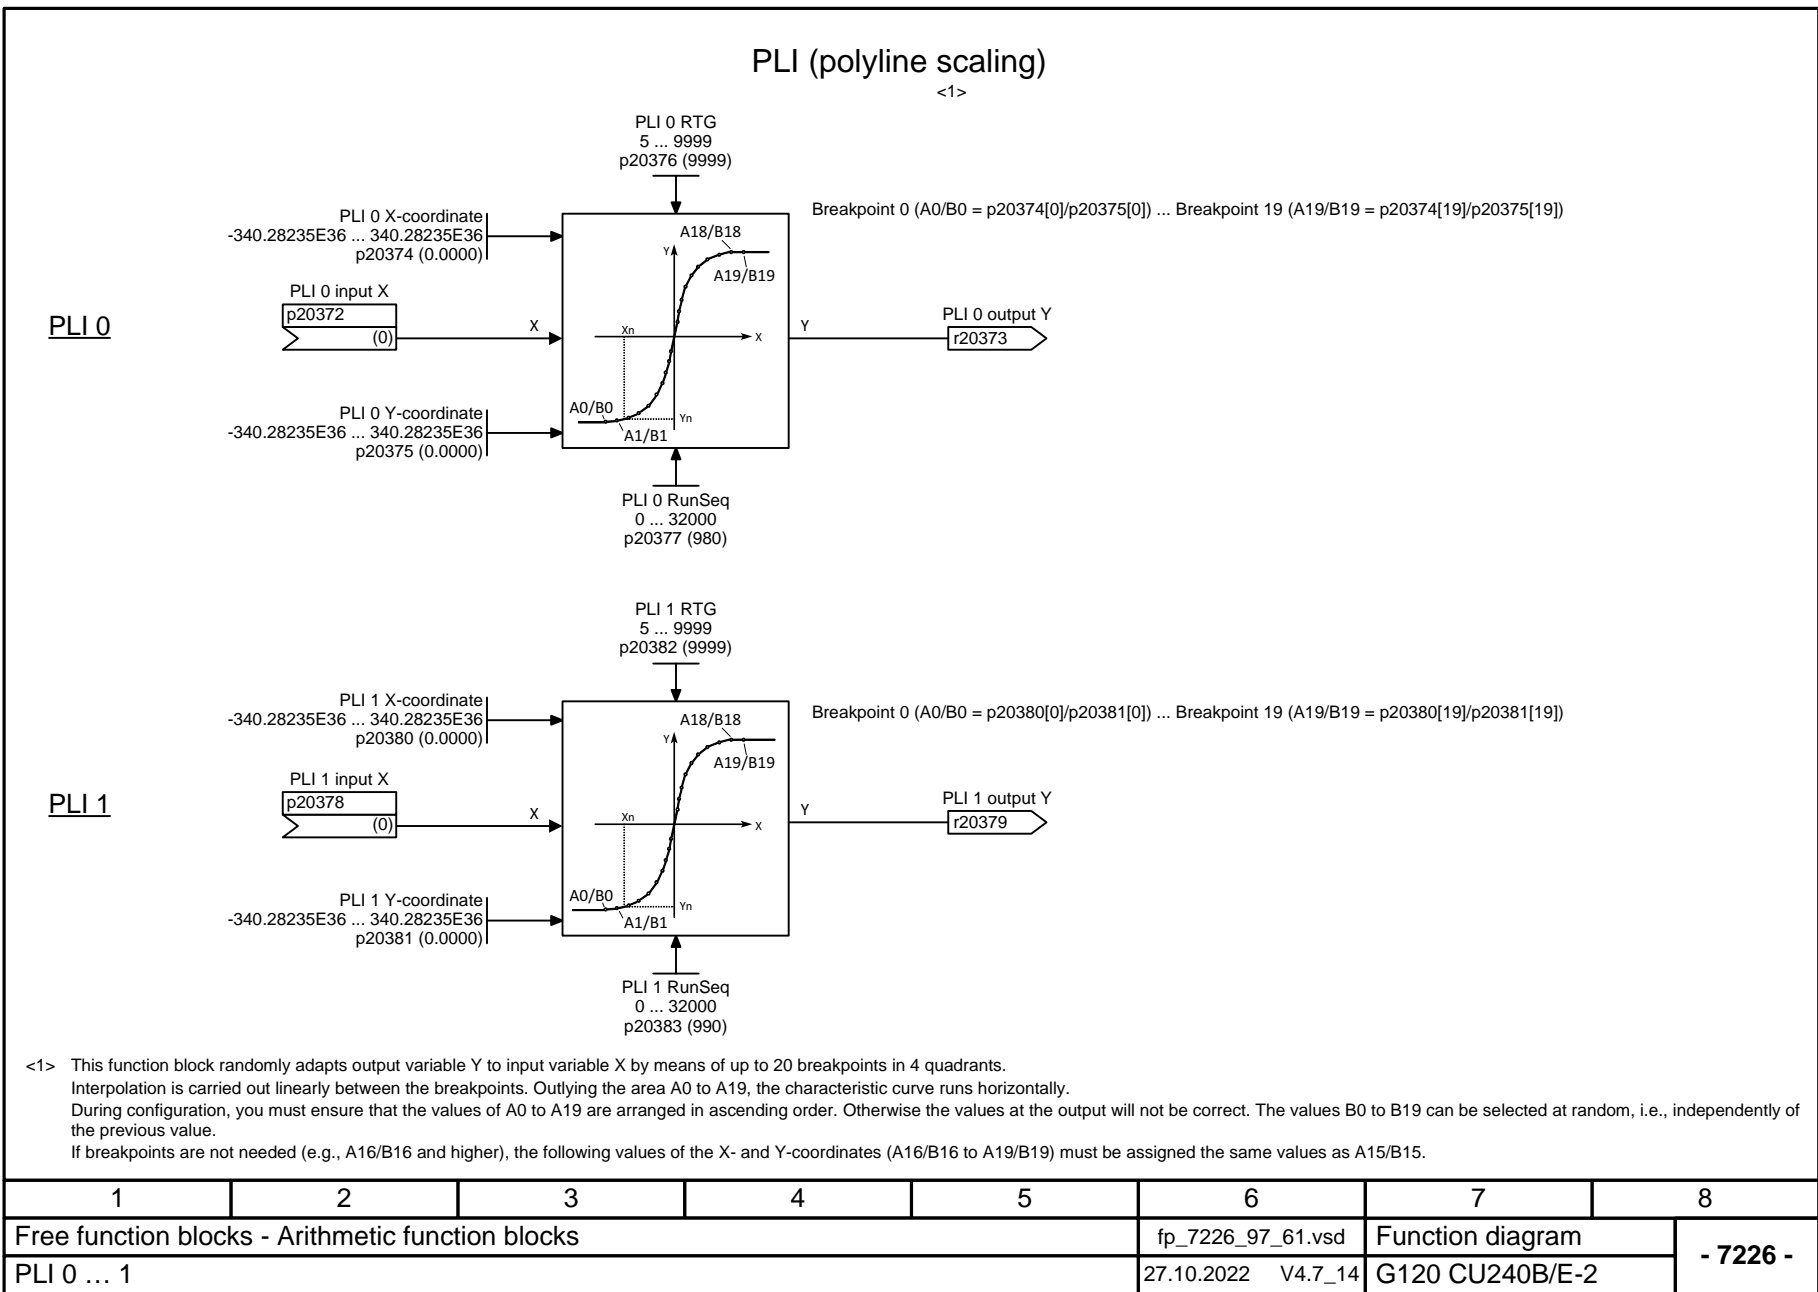 PLI (polyline scaling)
<1>
PLI 0 RTG
5 ... 9999
p20376 (9999)
PLI 0 X-coordinate
-340.28235E36 ... 340.28235E36
p20374 (0.0000)
Breakpoint 0 (A0/B0 = p20374[0]/p20375[0]) ... Breakpoint 19 (A19/B19 = p20374[19]/p20375[19])
A18/B18
Y
A19/B19
PLI 0
PLI 0 input X
p20372
(0)
X
Xn
X
Y
PLI 0 output Y
r20373
PLI 0 Y-coordinate
-340.28235E36 ... 340.28235E36
p20375 (0.0000)
A0/B0
Yn
A1/B1
PLI 0 RunSeq
0 ... 32000
p20377 (980)
PLI 1 RTG
5 ... 9999
p20382 (9999)
PLI 1 X-coordinate
-340.28235E36 ... 340.28235E36
p20380 (0.0000)
Breakpoint 0 (A0/B0 = p20380[0]/p20381[0]) ... Breakpoint 19 (A19/B19 = p20380[19]/p20381[19])
A18/B18
Y
A19/B19
PLI 1
PLI 1 input X
p20378
(0)
X
Xn
X
Y
PLI 1 output Y
r20379
PLI 1 Y-coordinate
-340.28235E36 ... 340.28235E36
p20381 (0.0000)
A0/B0
Yn
A1/B1
PLI 1 RunSeq
0 ... 32000
p20383 (990)
<1> This function block randomly adapts output variable Y to input variable X by means of up to 20 breakpoints in 4 quadrants.
Interpolation is carried out linearly between the breakpoints. Outlying the area A0 to A19, the characteristic curve runs horizontally.
During configuration, you must ensure that the values of A0 to A19 are arranged in ascending order. Otherwise the values at the output will not be correct. The values B0 to B19 can be selected at random, i.e., independently of
the previous value.
If breakpoints are not needed (e.g., A16/B16 and higher), the following values of the X- and Y-coordinates (A16/B16 to A19/B19) must be assigned the same values as A15/B15.
1 2 3 4 5 6 7 8
Free function blocks - Arithmetic function blocks fp_7226_97_61.vsd Function diagram
- 7226 -
PLI 0 … 1 27.10.2022 V4.7_14 G120 CU240B/E-2